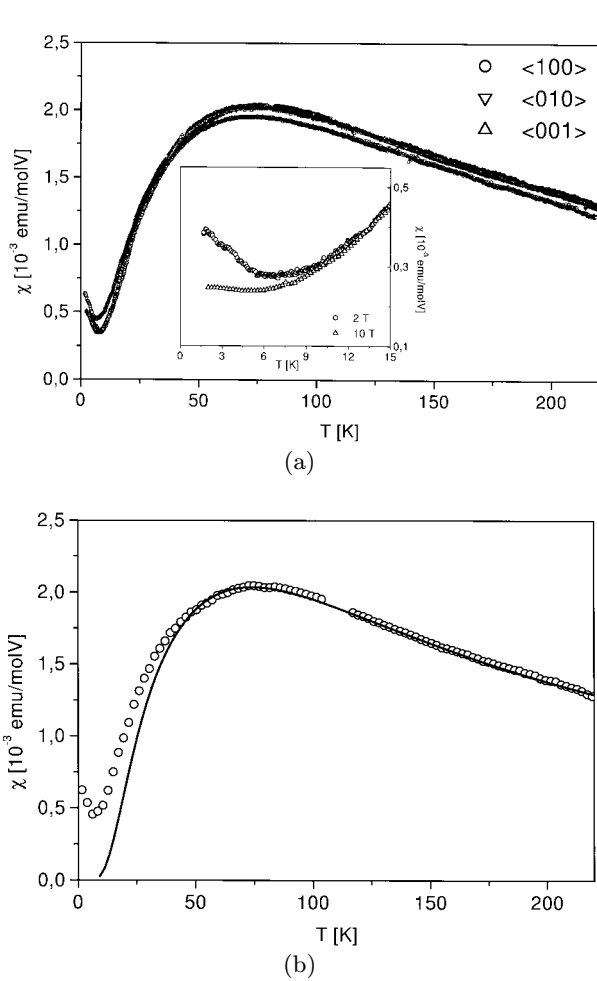 2,5
2,0
1,5
1,0
0,5
0,0
χ [10⁻³ emu/molV]
<100>
<010>
<001>
0,5
0,3
0,1
χ [10⁻³ emu/molV]
2 T
10 T
0 3 6 9 12 15
T [K]
0 50 100 150 200
T [K]
(a)
2,5
2,0
1,5
1,0
0,5
0,0
χ [10⁻³ emu/molV]
0 50 100 150 200
T [K]
(b)